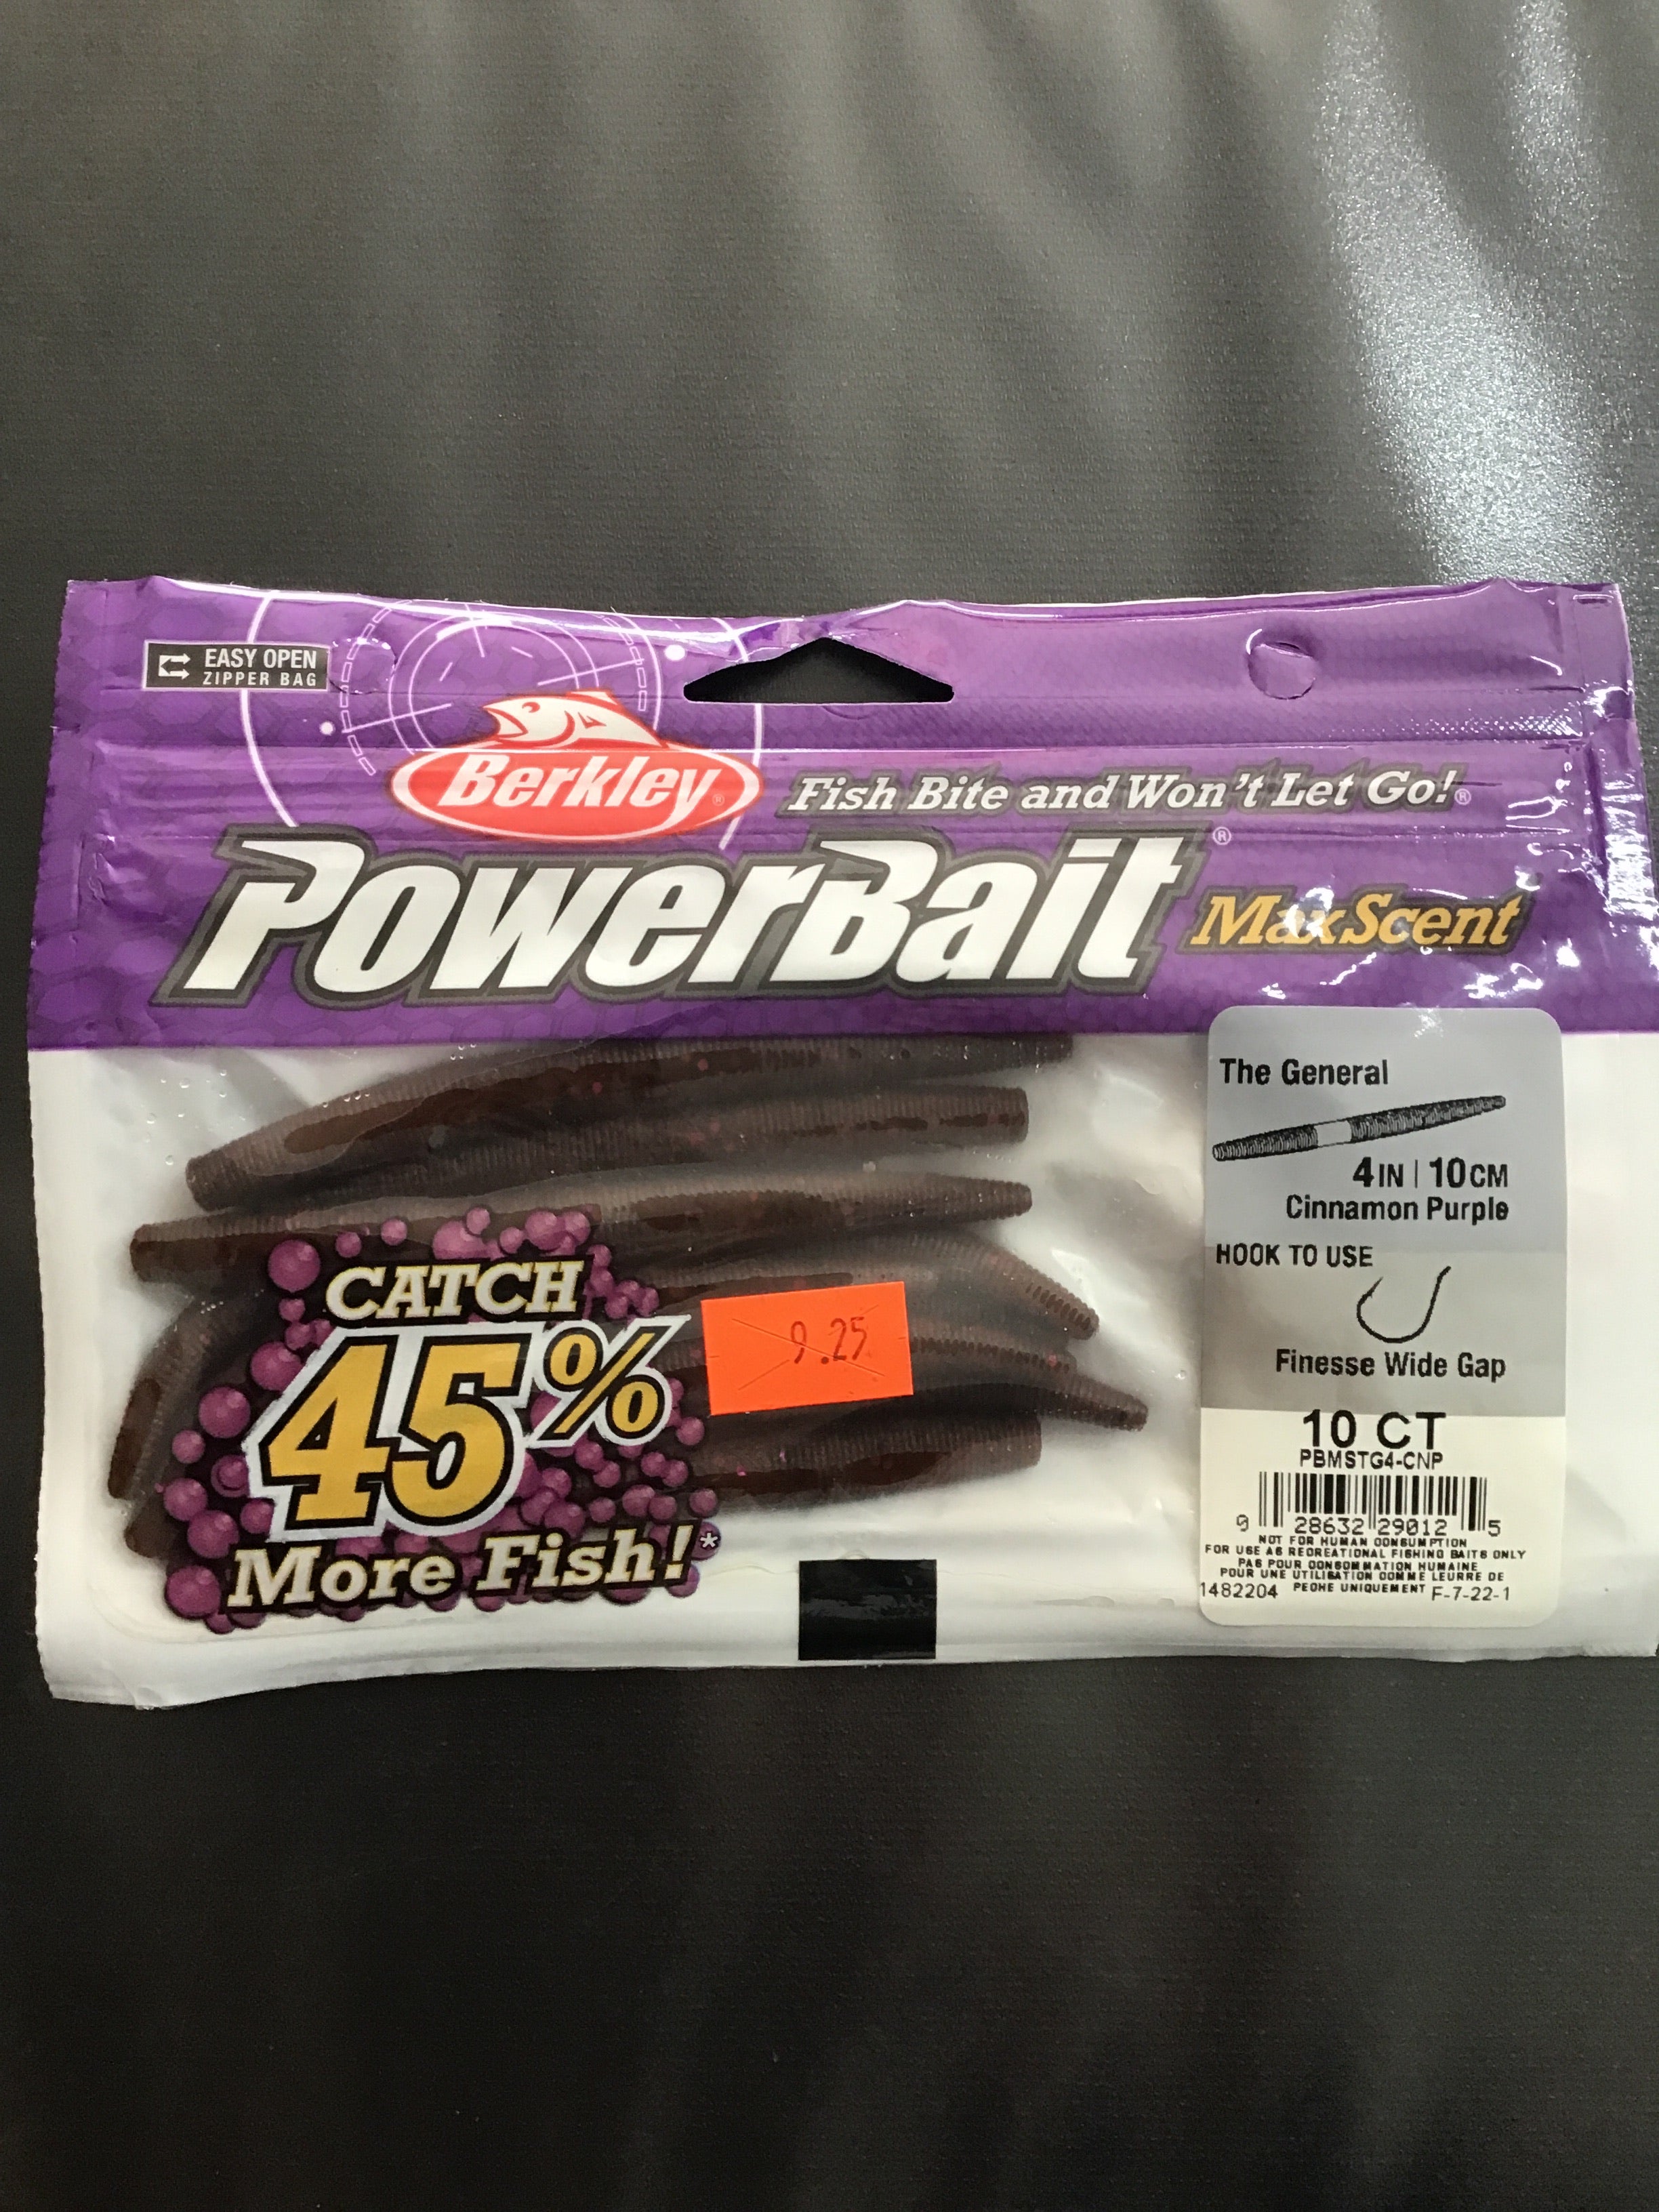 EASY OPEN
ZIPPER BAG
Berkley®
Fish Bite and Won't Let Go!®
PowerBait®
MaxScent
The General
4IN | 10CM
Cinnamon Purple
HOOK TO USE
Finesse Wide Gap
10 CT
PBMSTG4-CNP
0 28632 29012 5
NOT FOR HUMAN CONSUMPTION
FOR USE AS RECREATIONAL FISHING BAITS ONLY
PAS POUR CONSOMMATION HUMAINE
POUR UNE UTILISATION COMME LEURRE DE
1482204 PECHE UNIQUEMENT F-7-22-1
CATCH
45%
More Fish!*
9.25